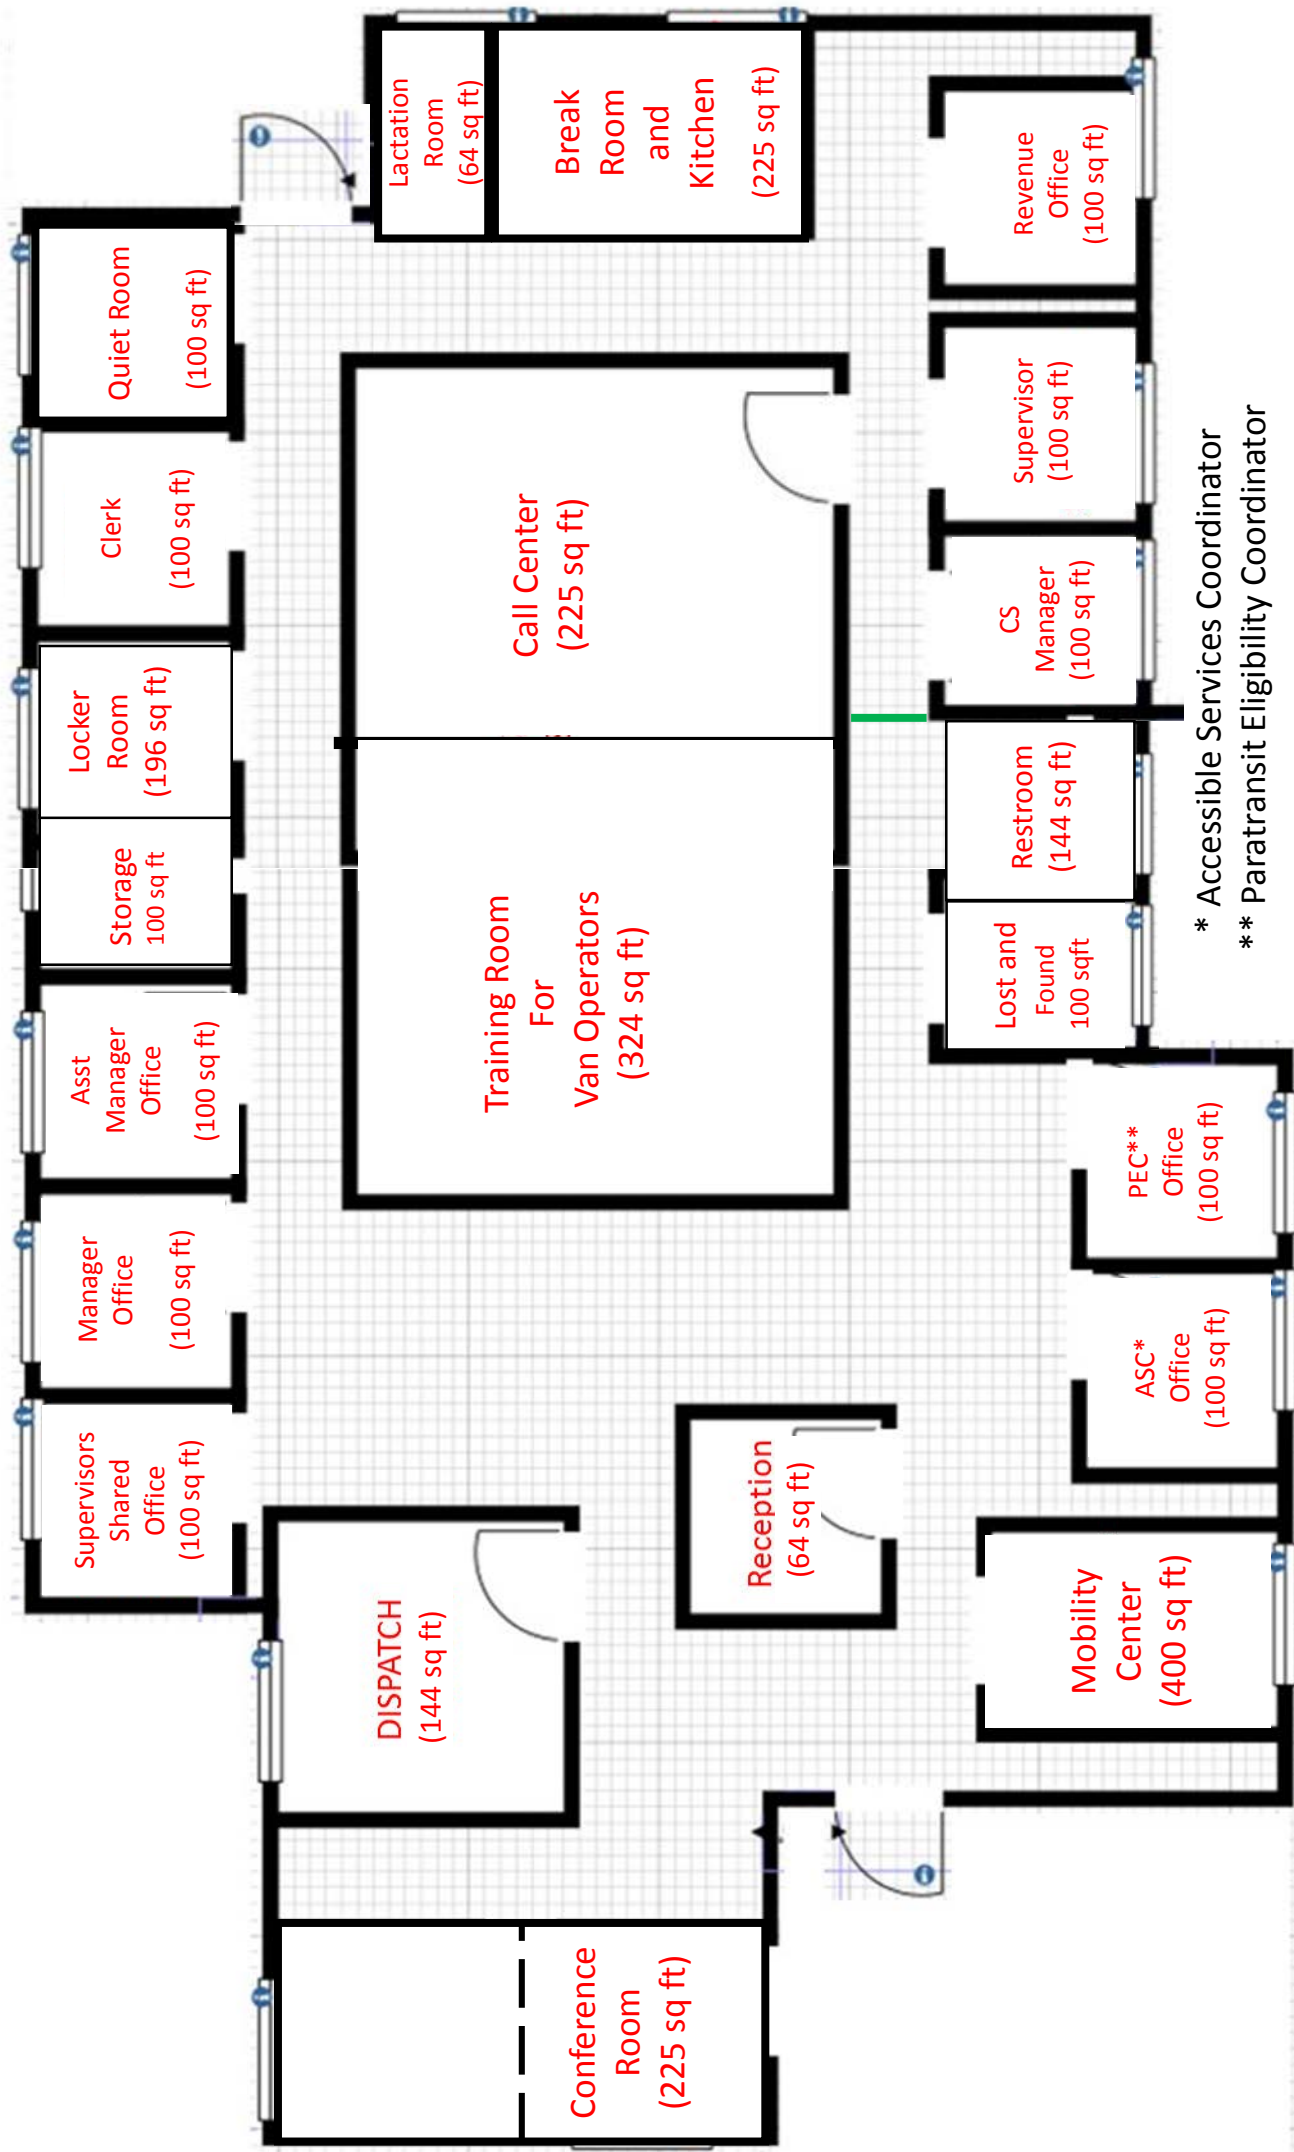 Lactation
Room
(64 sq ft)
Break
Room
and
Kitchen
(225 sq ft)
Revenue
Office
(100 sq ft)
Quiet Room
(100 sq ft)
Clerk
(100 sq ft)
Locker
Room
(196 sq ft)
Storage
100 sq ft
Asst
Manager
Office
(100 sq ft)
Manager
Office
(100 sq ft)
Supervisors
Shared
Office
(100 sq ft)
Call Center
(225 sq ft)
Training Room
For
Van Operators
(324 sq ft)
Supervisor
(100 sq ft)
CS
Manager
(100 sq ft)
Restroom
(144 sq ft)
Lost and
Found
100 sqft
PEC**
Office
(100 sq ft)
ASC*
Office
(100 sq ft)
Reception
(64 sq ft)
DISPATCH
(144 sq ft)
Mobility
Center
(400 sq ft)
Conference
Room
(225 sq ft)
* Accessible Services Coordinator
** Paratransit Eligibility Coordinator